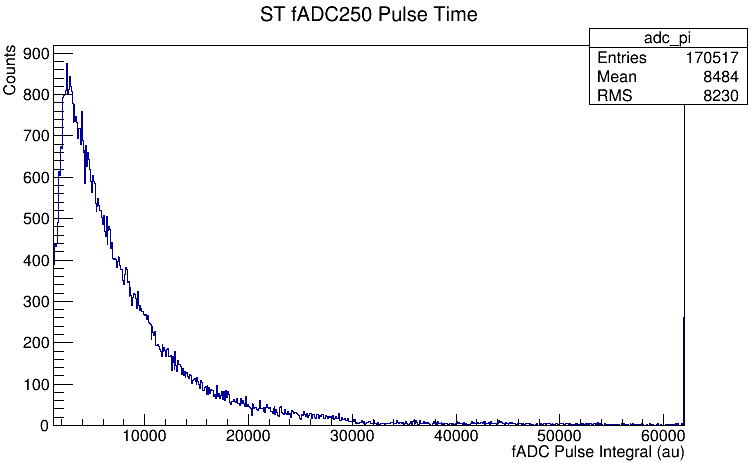 ST fADC250 Pulse Time
adc_pi
Entries 170517
Mean 8484
RMS 8230
Counts
900
800
700
600
500
400
300
200
100
0
10000 20000 30000 40000 50000 60000
fADC Pulse Integral (au)